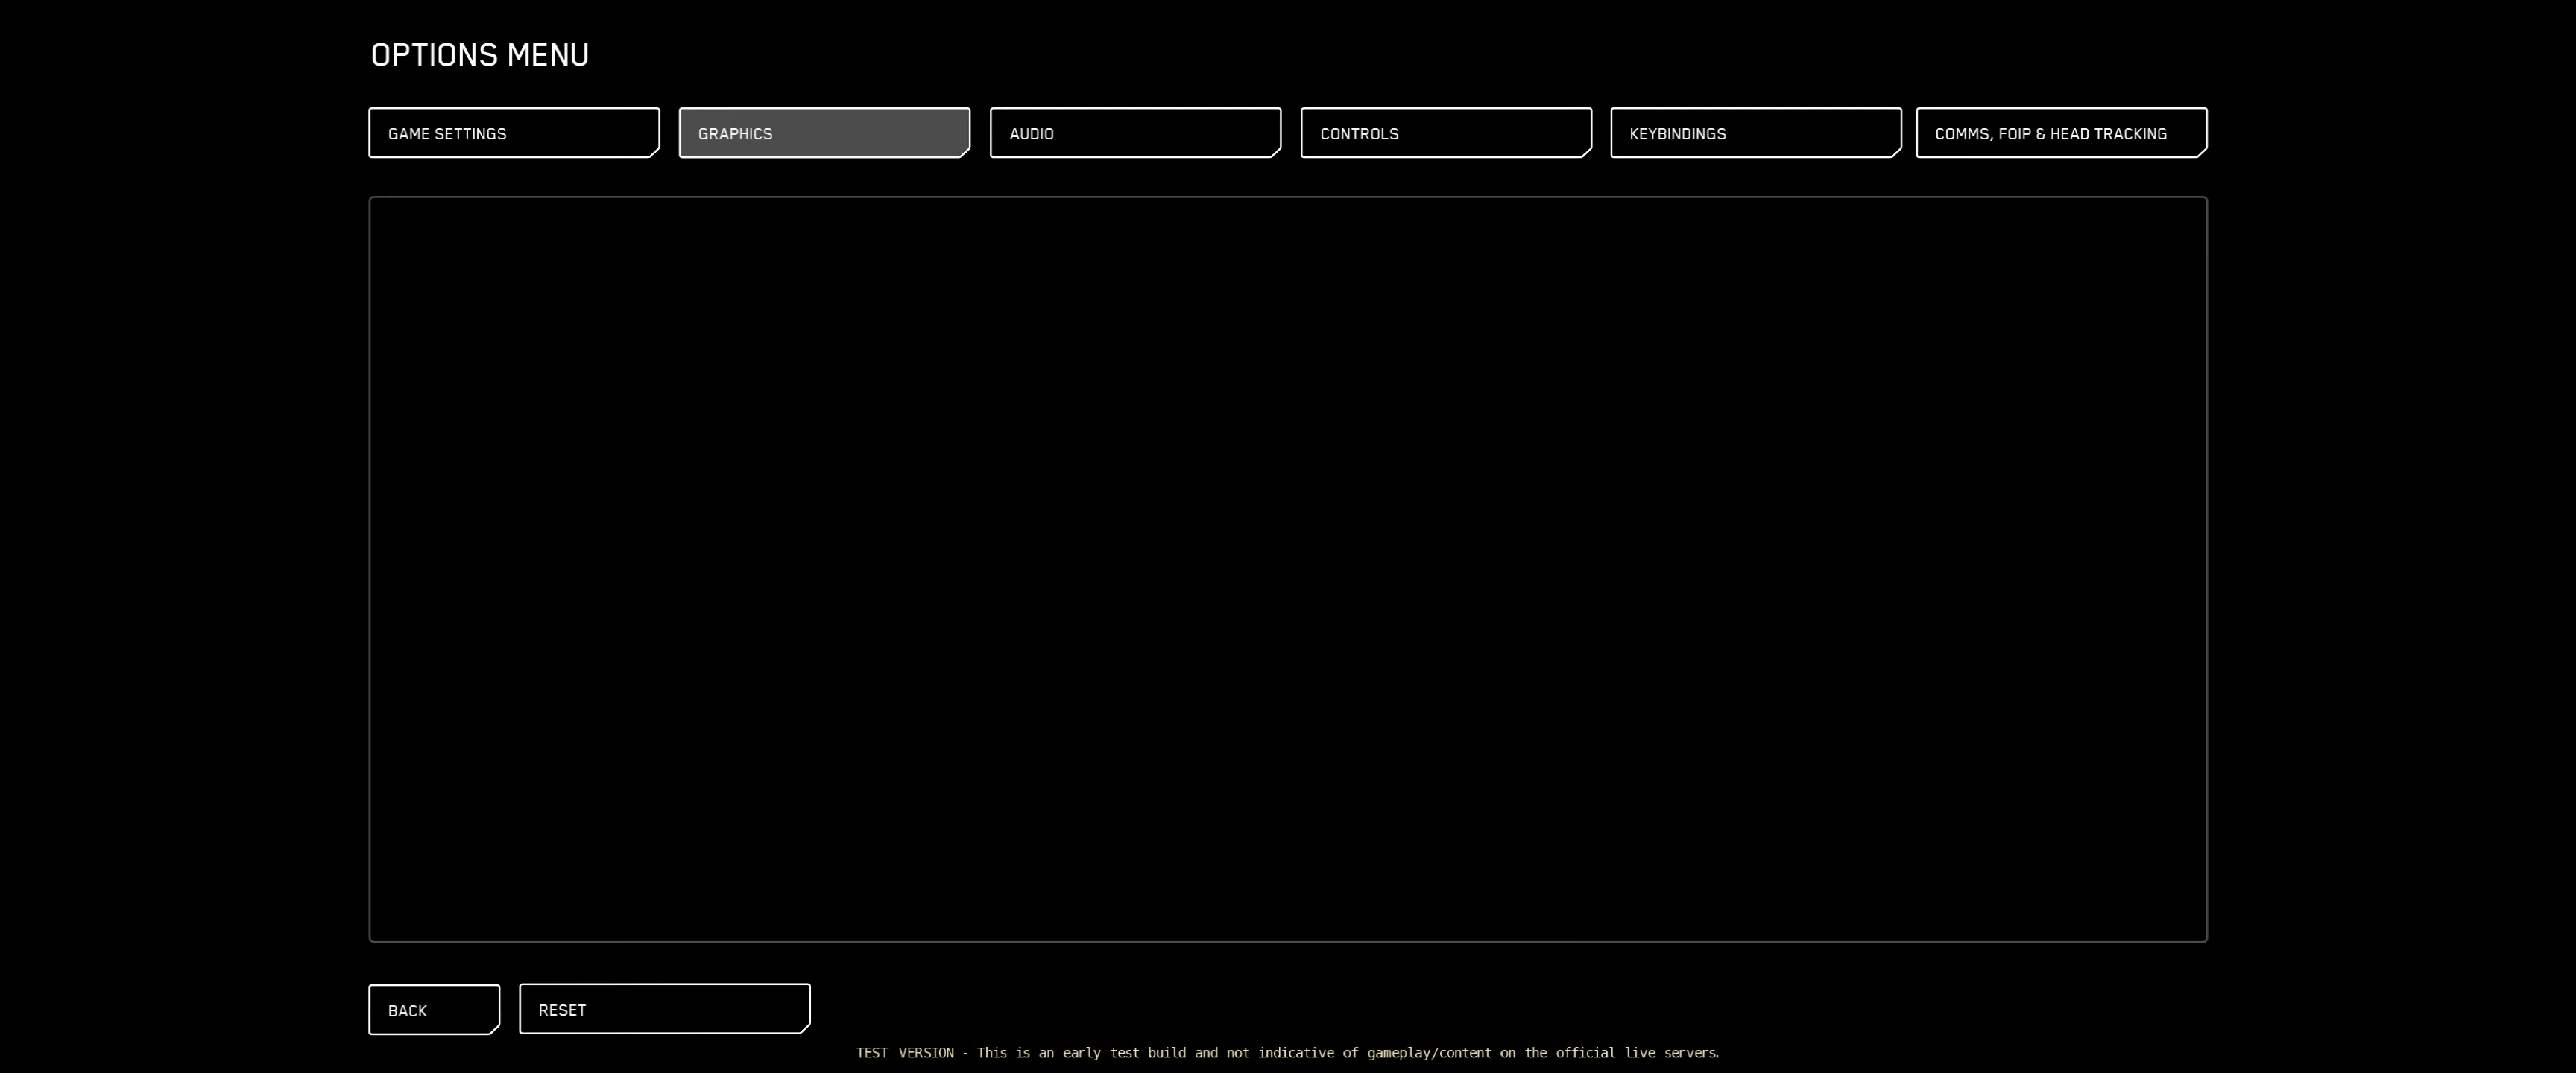 OPTIONS MENU
GAME SETTINGS
GRAPHICS
AUDIO
CONTROLS
KEYBINDINGS
COMMS, FOIP & HEAD TRACKING
BACK
RESET
TEST VERSION - This is an early test build and not indicative of gameplay/content on the official live servers.